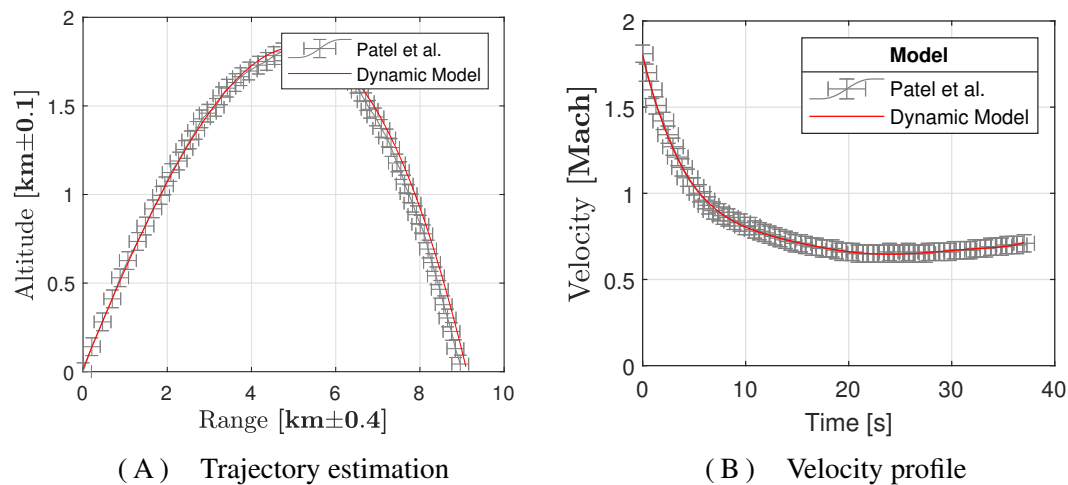 2
1.5
1
0.5
0
Altitude [km±0.1]
0 2 4 6 8 10
Range [km±0.4]
Patel et al.
Dynamic Model
( A ) Trajectory estimation
2
1.5
1
0.5
0
Velocity [Mach]
0 10 20 30 40
Time [s]
Model
Patel et al.
Dynamic Model
( B ) Velocity profile